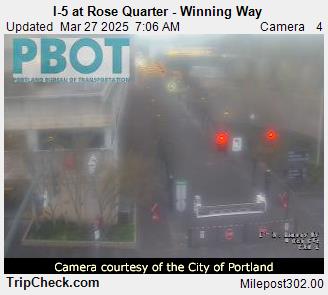 I-5 at Rose Quarter - Winning Way
Updated Mar 27 2025 7:06 AM Camera 4
PBOT
PORTLAND BUREAU OF TRANSPORTATION
Camera courtesy of the City of Portland
TripCheck.com Milepost302.00